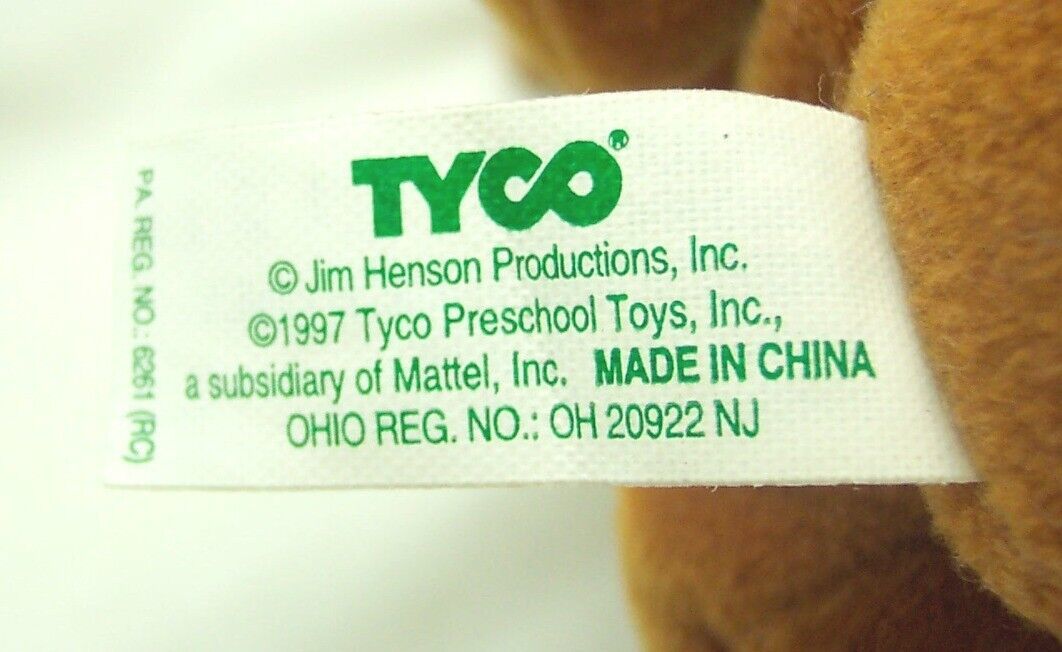 TYCO®
© Jim Henson Productions, Inc.
©1997 Tyco Preschool Toys, Inc.,
a subsidiary of Mattel, Inc. MADE IN CHINA
OHIO REG. NO.: OH 20922 NJ
PA. REG. NO.: 6261 (RC)